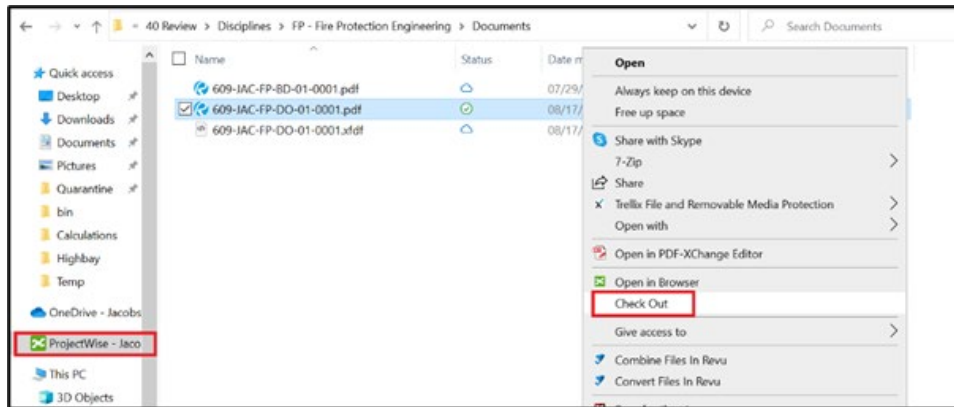 40 Review > Disciplines > FP - Fire Protection Engineering > Documents
Search Documents
Name Status Date m
Quick access
Desktop
Downloads
Documents
Pictures
Quarantine
bin
Calculations
Highbay
Temp
OneDrive - Jacobs
ProjectWise - Jaco
This PC
3D Objects
609-JAC-FP-BD-01-0001.pdf 07/29/
609-JAC-FP-DO-01-0001.pdf 08/17/
609-JAC-FP-DO-01-0001.xfdf 08/17/
Open
Always keep on this device
Free up space
Share with Skype
7-Zip
Share
Trellix File and Removable Media Protection
Open with
Open in PDF-XChange Editor
Open in Browser
Check Out
Give access to
Combine Files In Revu
Convert Files In Revu